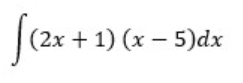 ∫(2x + 1) (x − 5)dx